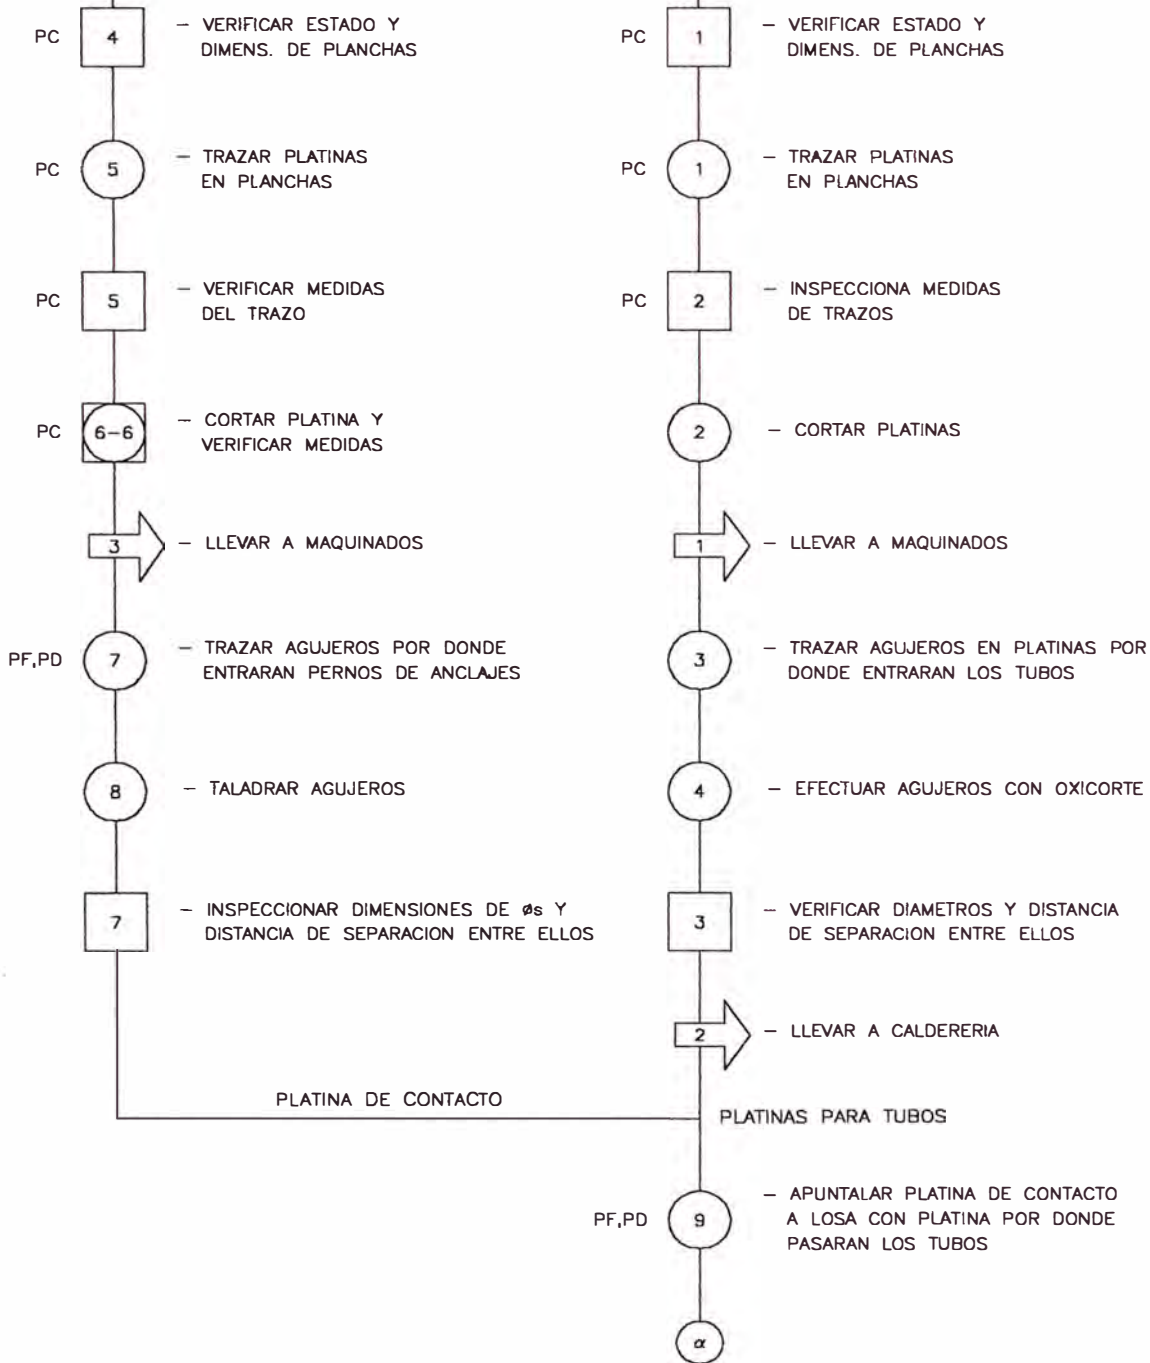 PC
4
– VERIFICAR ESTADO Y
DIMENS. DE PLANCHAS
PC
5
– TRAZAR PLATINAS
EN PLANCHAS
PC
5
– VERIFICAR MEDIDAS
DEL TRAZO
PC
6–6
– CORTAR PLATINA Y
VERIFICAR MEDIDAS
3
– LLEVAR A MAQUINADOS
PF,PD
7
– TRAZAR AGUJEROS POR DONDE
ENTRARAN PERNOS DE ANCLAJES
8
– TALADRAR AGUJEROS
7
– INSPECCIONAR DIMENSIONES DE øs Y
DISTANCIA DE SEPARACION ENTRE ELLOS
PLATINA DE CONTACTO
PC
1
– VERIFICAR ESTADO Y
DIMENS. DE PLANCHAS
PC
1
– TRAZAR PLATINAS
EN PLANCHAS
PC
2
– INSPECCIONA MEDIDAS
DE TRAZOS
2
– CORTAR PLATINAS
1
– LLEVAR A MAQUINADOS
3
– TRAZAR AGUJEROS EN PLATINAS POR
DONDE ENTRARAN LOS TUBOS
4
– EFECTUAR AGUJEROS CON OXICORTE
3
– VERIFICAR DIAMETROS Y DISTANCIA
DE SEPARACION ENTRE ELLOS
2
– LLEVAR A CALDERERIA
PLATINAS PARA TUBOS
PF,PD
9
– APUNTALAR PLATINA DE CONTACTO
A LOSA CON PLATINA POR DONDE
PASARAN LOS TUBOS
α